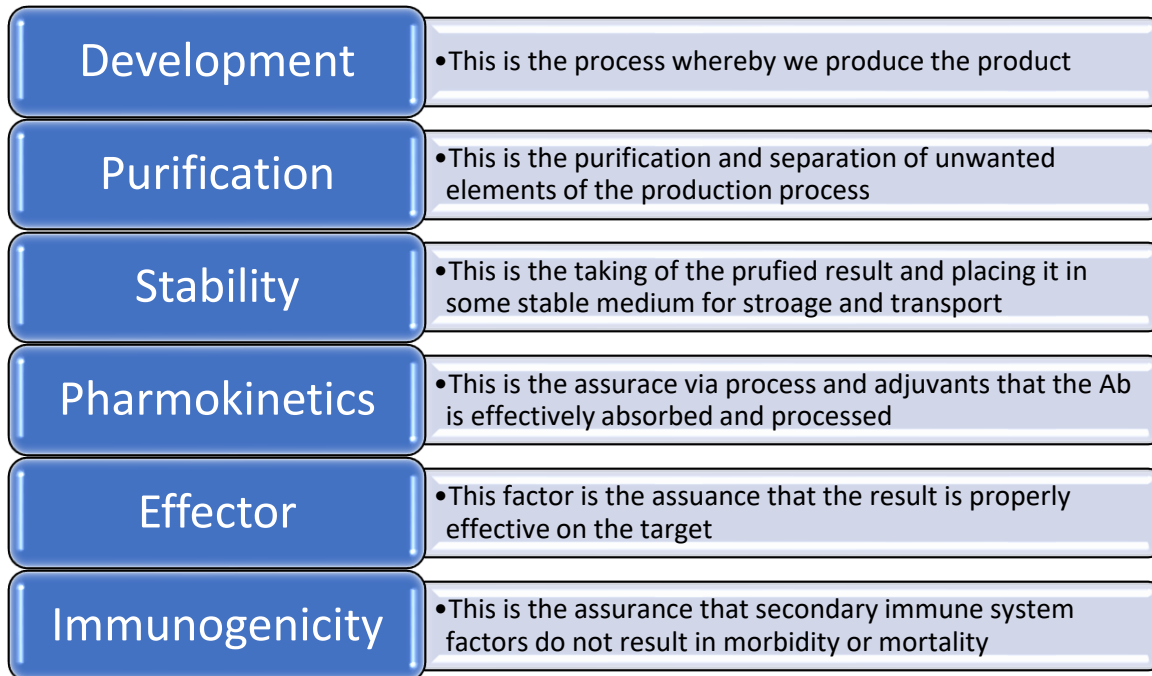 Development
•This is the process whereby we produce the product
Purification
•This is the purification and separation of unwanted
elements of the production process
Stability
•This is the taking of the prufied result and placing it in
some stable medium for stroage and transport
Pharmokinetics
•This is the assurace via process and adjuvants that the Ab
is effectively absorbed and processed
Effector
•This factor is the assuance that the result is properly
effective on the target
Immunogenicity
•This is the assurance that secondary immune system
factors do not result in morbidity or mortality